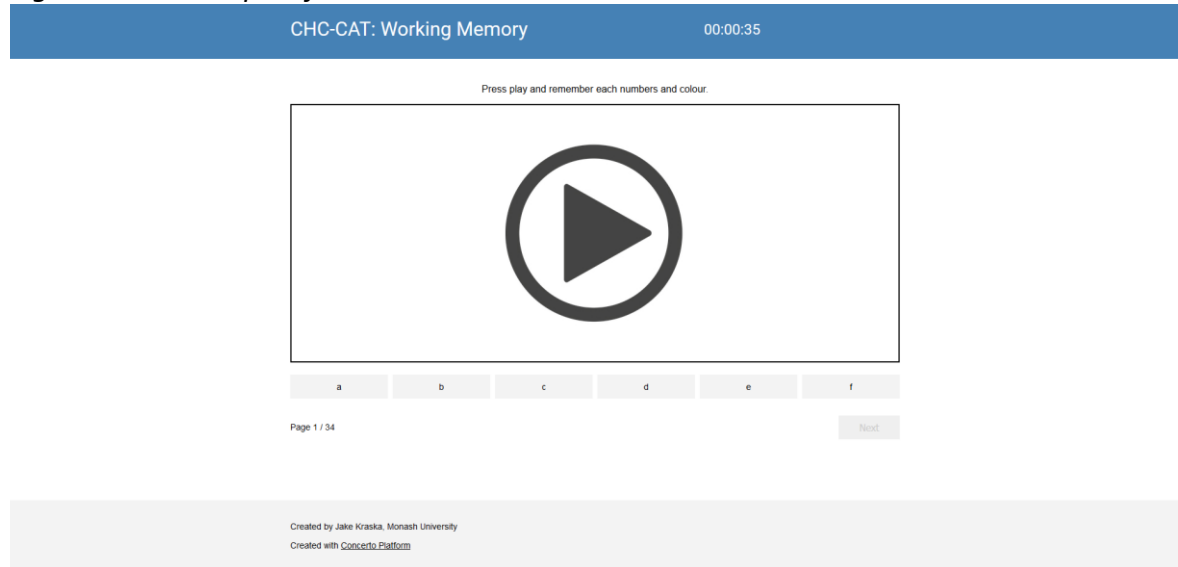 CHC-CAT: Working Memory 00:00:35
Press play and remember each numbers and colour.
a b c d e f
Page 1 / 34 Next
Created by Jake Kraska, Monash University
Created with Concerto Platform